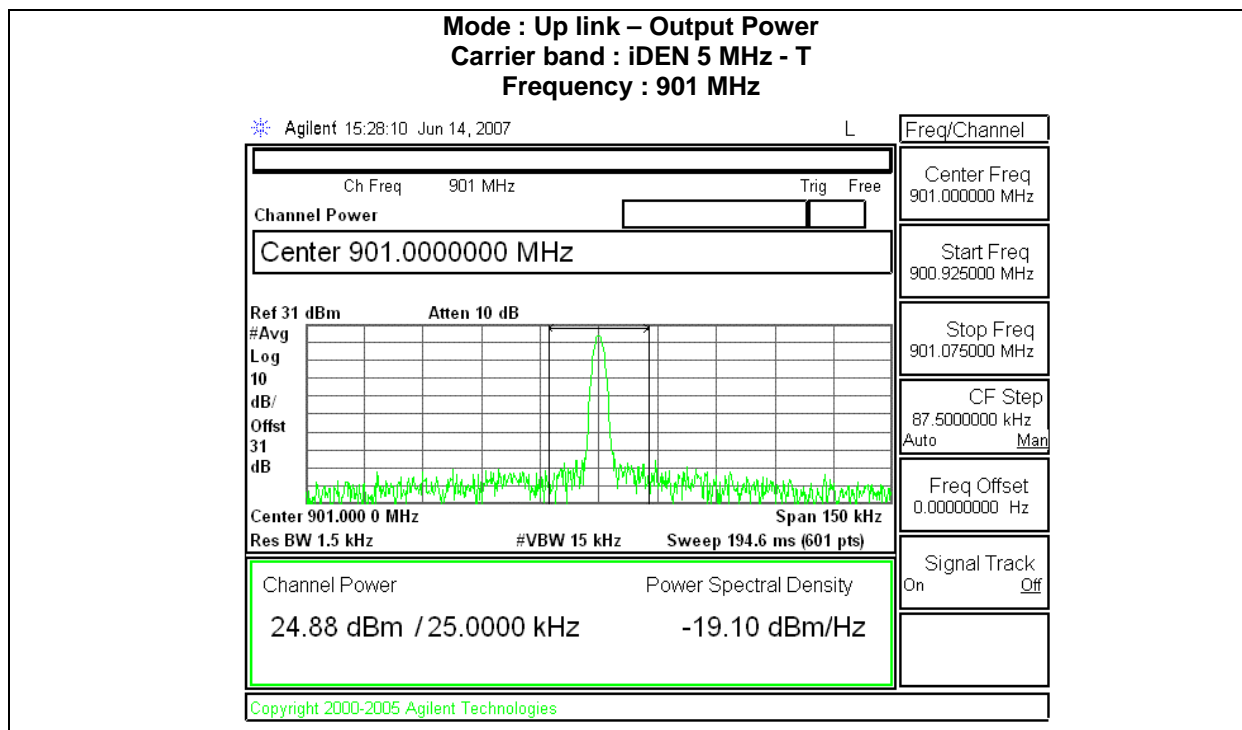 Mode : Up link – Output Power
Carrier band : iDEN 5 MHz - T
Frequency : 901 MHz
Agilent 15:28:10 Jun 14, 2007 L
Freq/Channel
Ch Freq 901 MHz Trig Free
Channel Power
Center 901.0000000 MHz
Ref 31 dBm Atten 10 dB
#Avg
Log
10
dB/
Offst
31
dB
Center 901.000 0 MHz Span 150 kHz
Res BW 1.5 kHz #VBW 15 kHz Sweep 194.6 ms (601 pts)
Channel Power Power Spectral Density
24.88 dBm / 25.0000 kHz -19.10 dBm/Hz
Center Freq
901.000000 MHz
Start Freq
900.925000 MHz
Stop Freq
901.075000 MHz
CF Step
87.5000000 kHz
Auto Man
Freq Offset
0.00000000 Hz
Signal Track
On Off
Copyright 2000-2005 Agilent Technologies